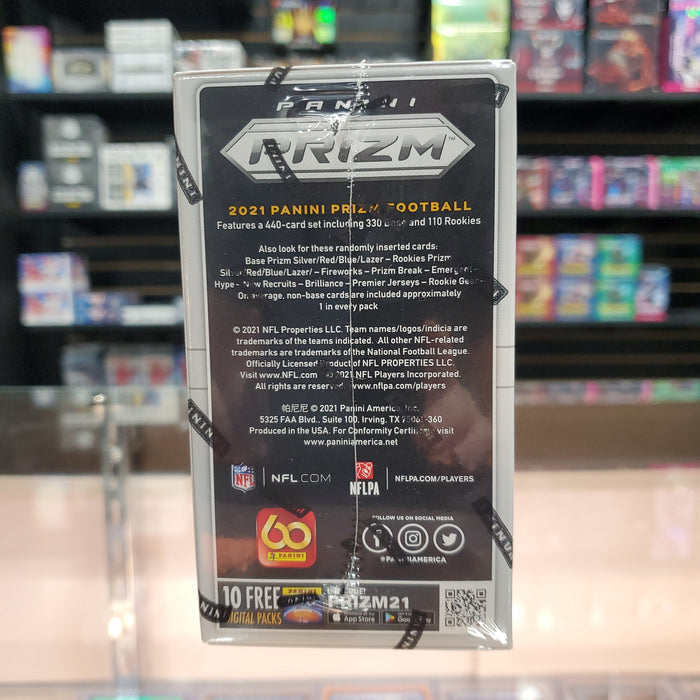 PANINI
PRIZM
2021 PANINI PRIZM FOOTBALL
Features a 440-card set including 330 Base and 110 Rookies
Also look for these randomly inserted cards:
Base Prizm Silver/Red/Blue/Lazer – Rookies Prizm
Silver/Red/Blue/Lazer – Fireworks – Prizm Break – Emergent –
Hype – New Recruits – Brilliance – Premier Jerseys – Rookie Gear
On average, non-base cards are included approximately
1 in every pack
© 2021 NFL Properties LLC. Team names/logos/indicia are
trademarks of the teams indicated. All other NFL-related
trademarks are trademarks of the National Football League.
Officially Licensed Product of NFL PROPERTIES LLC.
Visit www.NFL.com © 2021 NFL Players Incorporated.
All rights are reserved. www.nflpa.com/players
帕尼尼 © 2021 Panini America, Inc.
5325 FAA Blvd., Suite 100, Irving, TX
Produced in the USA. For Conformity Certificate visit
www.paniniamerica.net
NFL NFL.COM NFLPA NFLPA.COM/PLAYERS
60
PANINI
FOLLOW US ON SOCIAL MEDIA
@PANINIAMERICA
10 FREE
DIGITAL PACKS
PANINI
PRIZM21
App Store